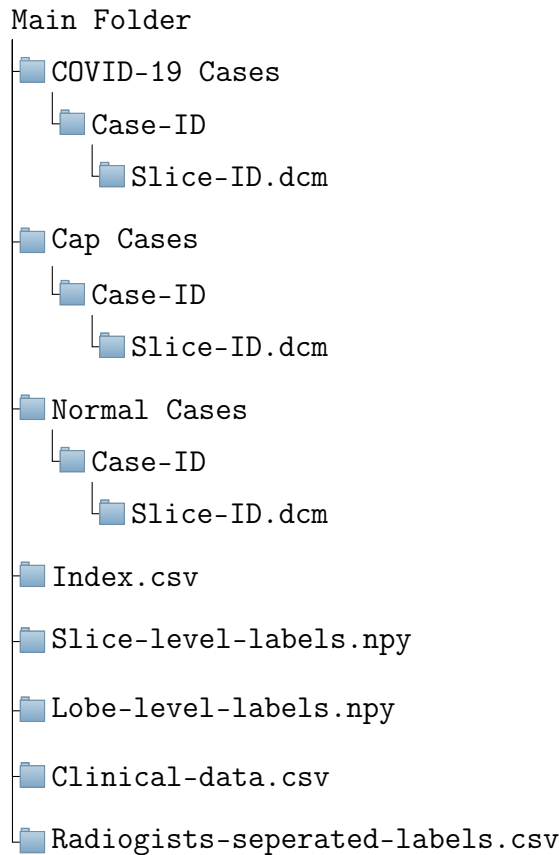 Main Folder
COVID-19 Cases
Case-ID
Slice-ID.dcm
Cap Cases
Case-ID
Slice-ID.dcm
Normal Cases
Case-ID
Slice-ID.dcm
Index.csv
Slice-level-labels.npy
Lobe-level-labels.npy
Clinical-data.csv
Radiogists-seperated-labels.csv